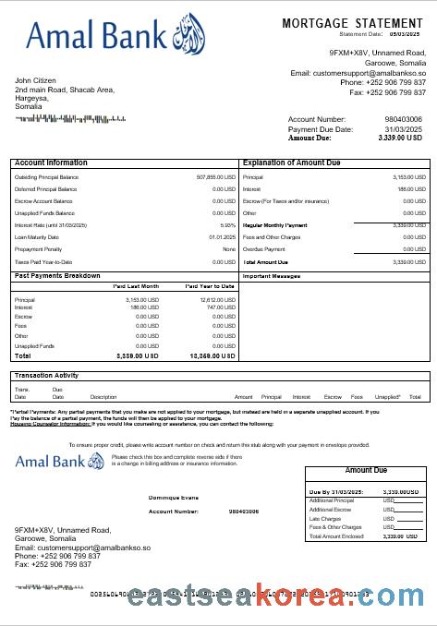 Amal Bank
MORTGAGE STATEMENT
Statement Date: 05/03/2025
9FXM+X8V, Unnamed Road,
Garoowe, Somalia
Email: customersupport@amalbankso.so
Phone: +252 906 799 837
Fax: +252 906 799 837
John Citizen
2nd main Road, Shacab Area,
Hargeysa,
Somalia
Account Number: 980403006
Payment Due Date: 31/03/2025
Amount Due: 3,339.00 USD
Account Information
Outsiding Principal Balance 507,855.00 USD
Deferred Principal Balance 0.00 USD
Escrow Account Balance 0.00 USD
Unapplied Funds Balance 0.00 USD
Interest Rate (until 31/03/2025) 5.93%
Loan Maturity Date 01.01.2025
Prepayment Penalty None
Taxes Paid Year-to-Date 0.00 USD
Explanation of Amount Due
Principal 3,153.00 USD
Interest 186.00 USD
Escrow (For Taxes and/or insurance) 0.00 USD
Other 0.00 USD
Regular Monthly Payment 3,339.00 USD
Fees and Other Charges 0.00 USD
Overdue Payment 0.00 USD
Total Amount Due 3,339.00 USD
Past Payments Breakdown
Paid Last Month Paid Year to Date
Principal 3,153.00 USD 12,612.00 USD
Interest 186.00 USD 747.00 USD
Escrow 0.00 USD 0.00 USD
Fees 0.00 USD 0.00 USD
Other 0.00 USD 0.00 USD
Unapplied Funds 0.00 USD 0.00 USD
Total 3,339.00 USD 13,359.00 USD
Important Messages
Transaction Activity
Trans. Date Due Date Description Amount Principal Interest Escrow Fees Unapplied* Total
*Partial Payments: Any partial payments that you make are not applied to your mortgage, but instead are held in a separate unapplied account. If you
Pay the balance of a partial payment, the funds will then be applied to your mortgage.
Housing Counselor Information: If you would like counseling or assistance, you can contact the following:
To ensure proper credit, please write account number on check and return this stub along with your payment in envelope provided.
Amal Bank
Please check this box and complete reverse side if there
is a change in billing address or insurance information.
Dominique Evans
Account Number: 980403006
Amount Due
Due By 31/03/2025: 3,339.00USD
Additional Principal USD
Additional Escrow USD
Late Charges USD
Fees & Other Charges USD
Total Amount Enclosed 3,339.00 USD
9FXM+X8V, Unnamed Road,
Garoowe, Somalia
Email: customersupport@amalbankso.so
Phone: +252 906 799 837
Fax: +252 906 799 837
eastseakorea.com